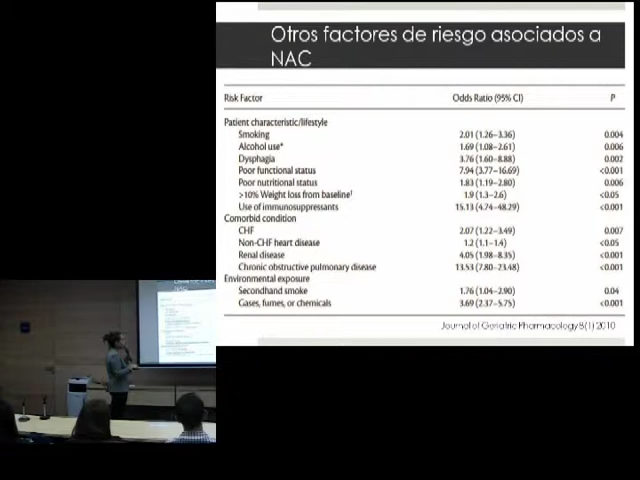 Otros factores de riesgo asociados a
NAC
Risk Factor Odds Ratio (95% CI) P
Patient characteristic/lifestyle
Smoking 2.01 (1.26–3.36) 0.004
Alcohol use* 1.69 (1.08–2.61) 0.006
Dysphagia 3.76 (1.60–8.88) 0.002
Poor functional status 7.94 (3.77–16.69) <0.001
Poor nutritional status 1.83 (1.19–2.80) 0.006
>10% Weight loss from baseline† 1.9 (1.3–2.6) <0.05
Use of immunosuppressants 15.13 (4.74–48.29) <0.001
Comorbid condition
CHF 2.07 (1.22–3.49) 0.007
Non-CHF heart disease 1.2 (1.1–1.4) <0.05
Renal disease 4.05 (1.98–8.35) <0.001
Chronic obstructive pulmonary disease 13.53 (7.80–23.48) <0.001
Environmental exposure
Secondhand smoke 1.76 (1.04–2.90) 0.04
Gases, fumes, or chemicals 3.69 (2.37–5.75) <0.001
Journal of Geriatric Pharmacology 8(1) 2010
NAC